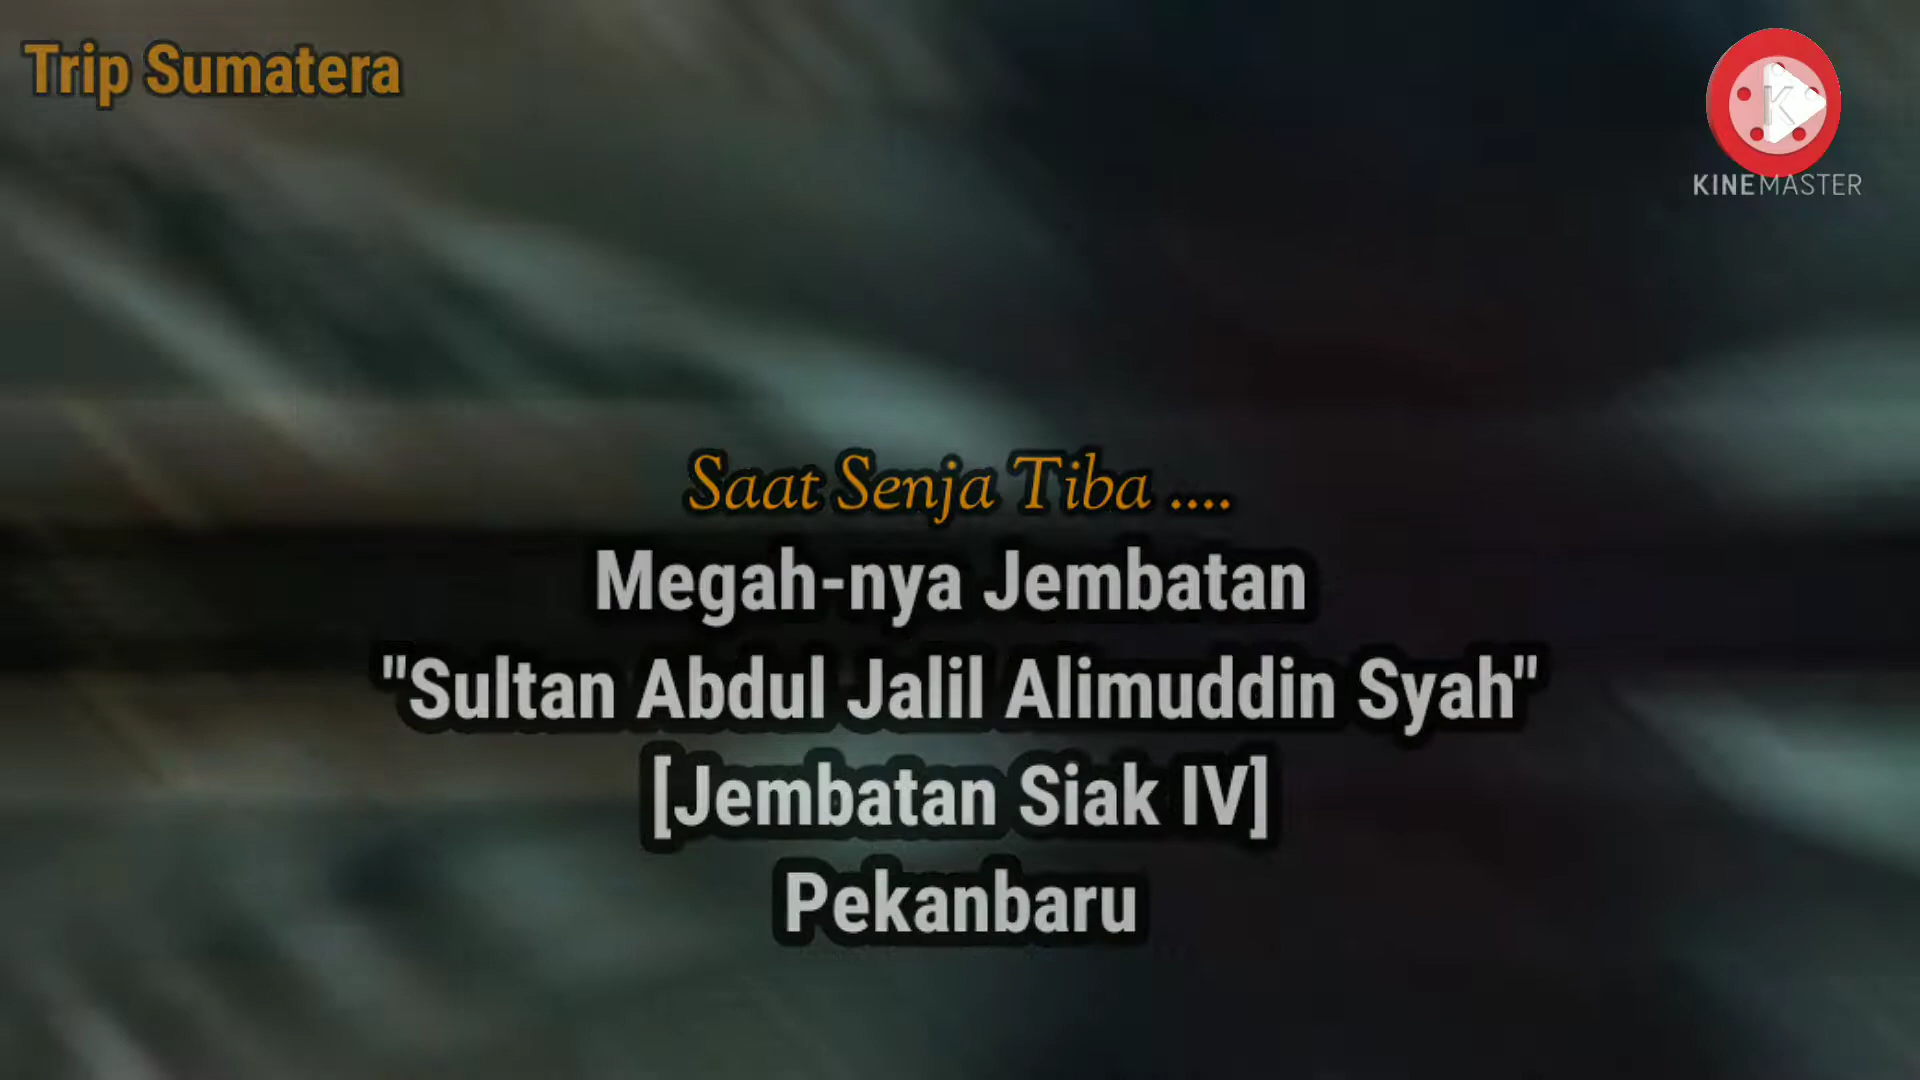 Trip Sumatera
KINEMASTER
Saat Senja Tiba ....
Megah-nya Jembatan
"Sultan Abdul Jalil Alimuddin Syah"
[Jembatan Siak IV]
Pekanbaru